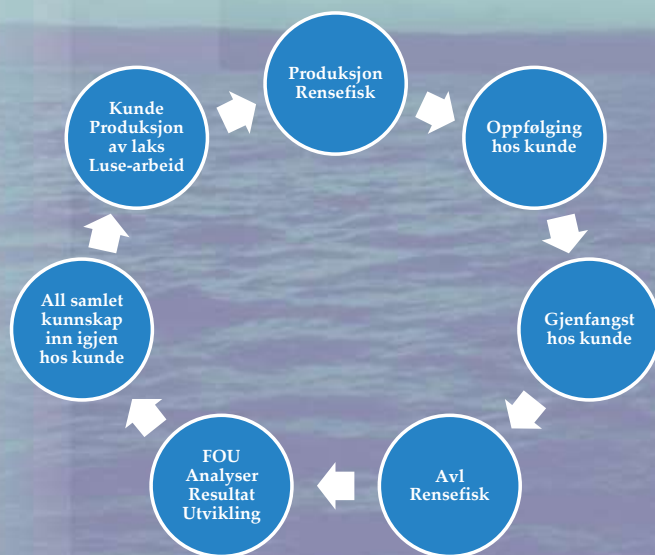 Produksjon
Rensefisk
Oppfølging
hos kunde
Gjenfangst
hos kunde
Avl
Rensefisk
FOU
Analyser
Resultat
Utvikling
All samlet
kunnskap
inn igjen
hos kunde
Kunde
Produksjon
av laks
Luse-arbeid